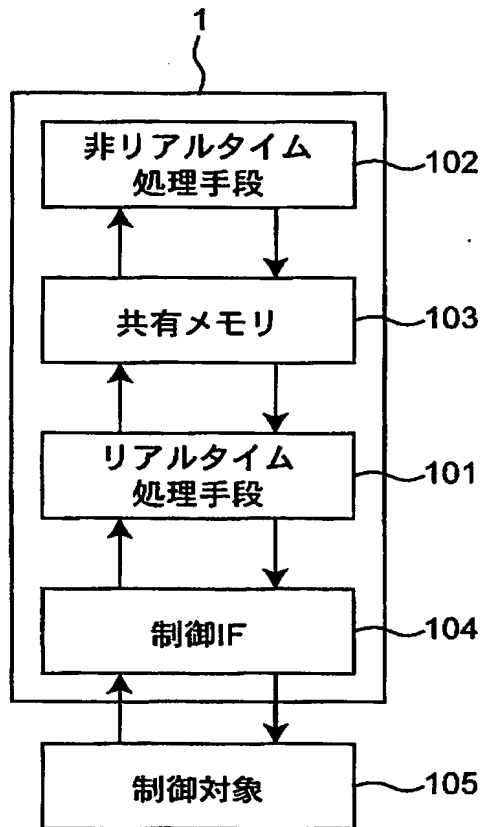 1
非リアルタイム
処理手段
102
共有メモリ
103
リアルタイム
処理手段
101
制御IF
104
制御対象
105